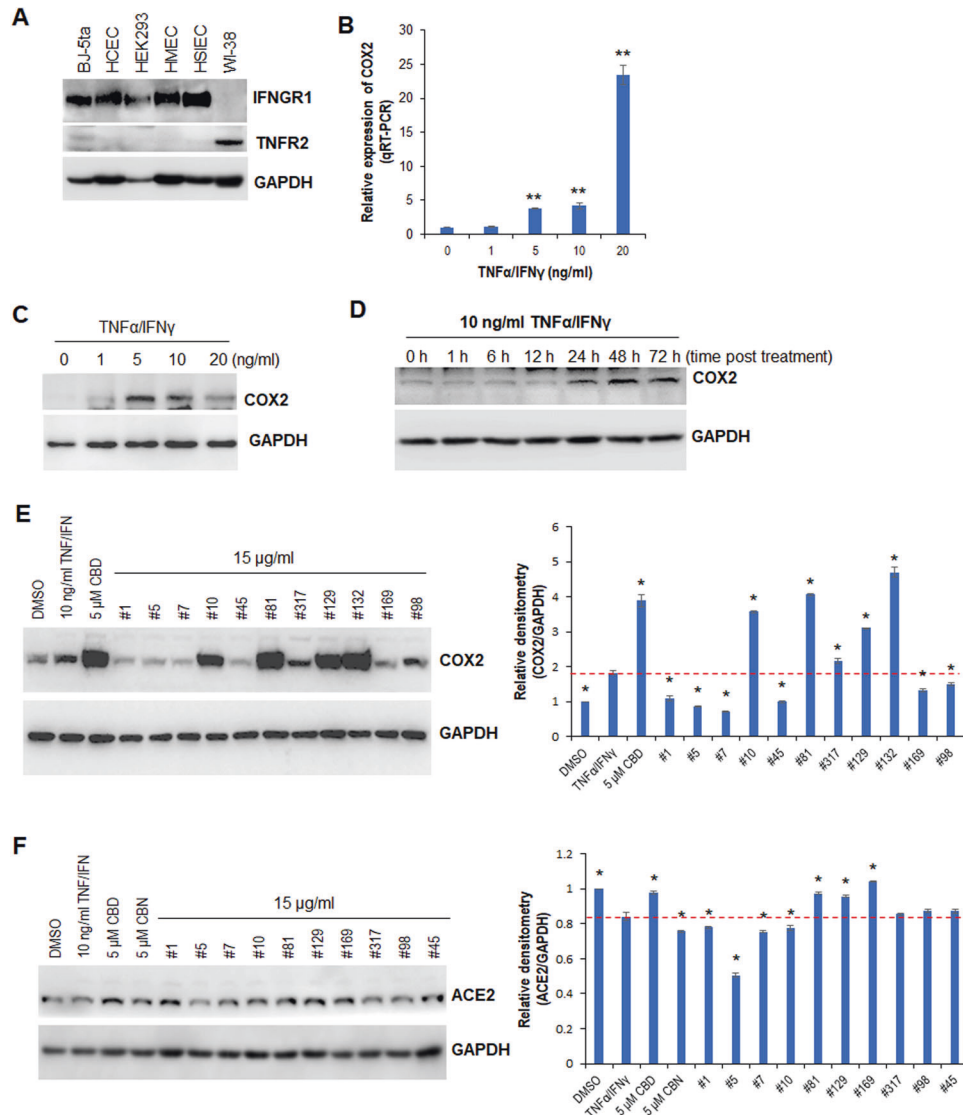 A
BJ-5ta HCEC HEK293 HMEC HSIEC WI-38
IFNGR1
TNFR2
GAPDH
B
Relative expression of COX2
(qRT-PCR)
30
25
20
15
10
5
0
** ** **
0 1 5 10 20
TNFα/IFNγ (ng/ml)
C
TNFα/IFNγ
0 1 5 10 20 (ng/ml)
COX2
GAPDH
D
10 ng/ml TNFα/IFNγ
0 h 1 h 6 h 12 h 24 h 48 h 72 h (time post treatment)
COX2
GAPDH
E
15 µg/ml
DMSO 10 ng/ml TNF/IFN 5 µM CBD #1 #5 #7 #10 #45 #81 #317 #129 #132 #169 #98
COX2
GAPDH
Relative densitometry
(COX2/GAPDH)
6
5
4
3
2
1
0
* * * * * * * * * * * * *
DMSO TNFα/IFNγ 5 µM CBD #1 #5 #7 #10 #45 #81 #317 #129 #132 #169 #98
F
15 µg/ml
DMSO 10 ng/ml TNF/IFN 5 µM CBD 5 µM CBN #1 #5 #7 #10 #81 #129 #169 #317 #98 #45
ACE2
GAPDH
Relative densitometry
(ACE2/GAPDH)
1.2
1
0.8
0.6
0.4
0.2
0
* * * * * * * * * *
DMSO TNFα/IFNγ 5 µM CBD 5 µM CBN #1 #5 #7 #10 #81 #129 #169 #317 #98 #45